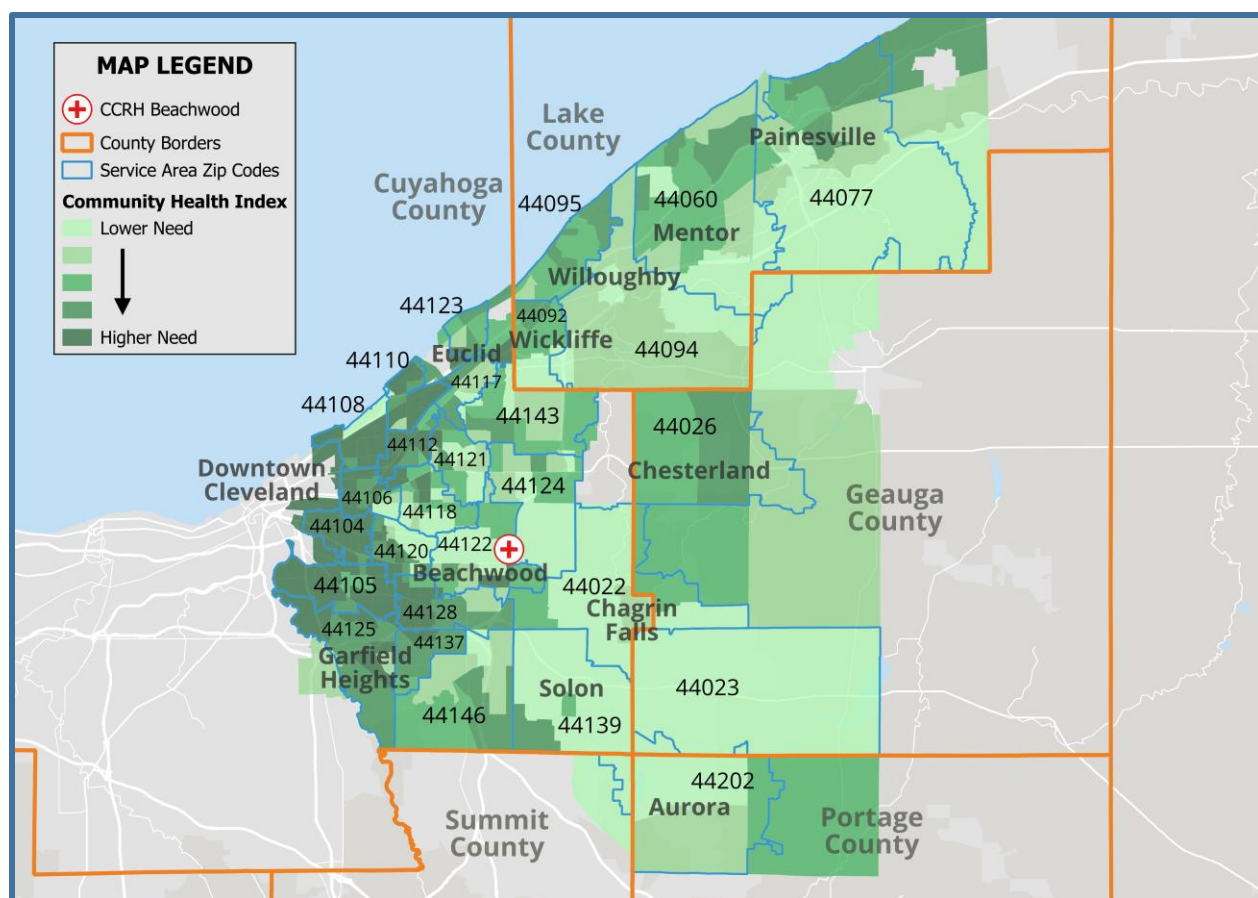 MAP LEGEND
CCRH Beachwood
County Borders
Service Area Zip Codes
Community Health Index
Lower Need
Higher Need
Lake
County
Cuyahoga
County
Painesville
44095
44060
44077
Mentor
Willoughby
44123
44092
Wickliffe
44094
Euclid
44110
44117
44108
44143
44026
44112
44121
Chesterland
Downtown
Cleveland
44106
44124
Geauga
County
44118
44104
44120
44122
Beachwood
44105
44022
Chagrin
Falls
44128
44125
44137
Garfield
Heights
Solon
44023
44146
44139
44202
Aurora
Summit
County
Portage
County